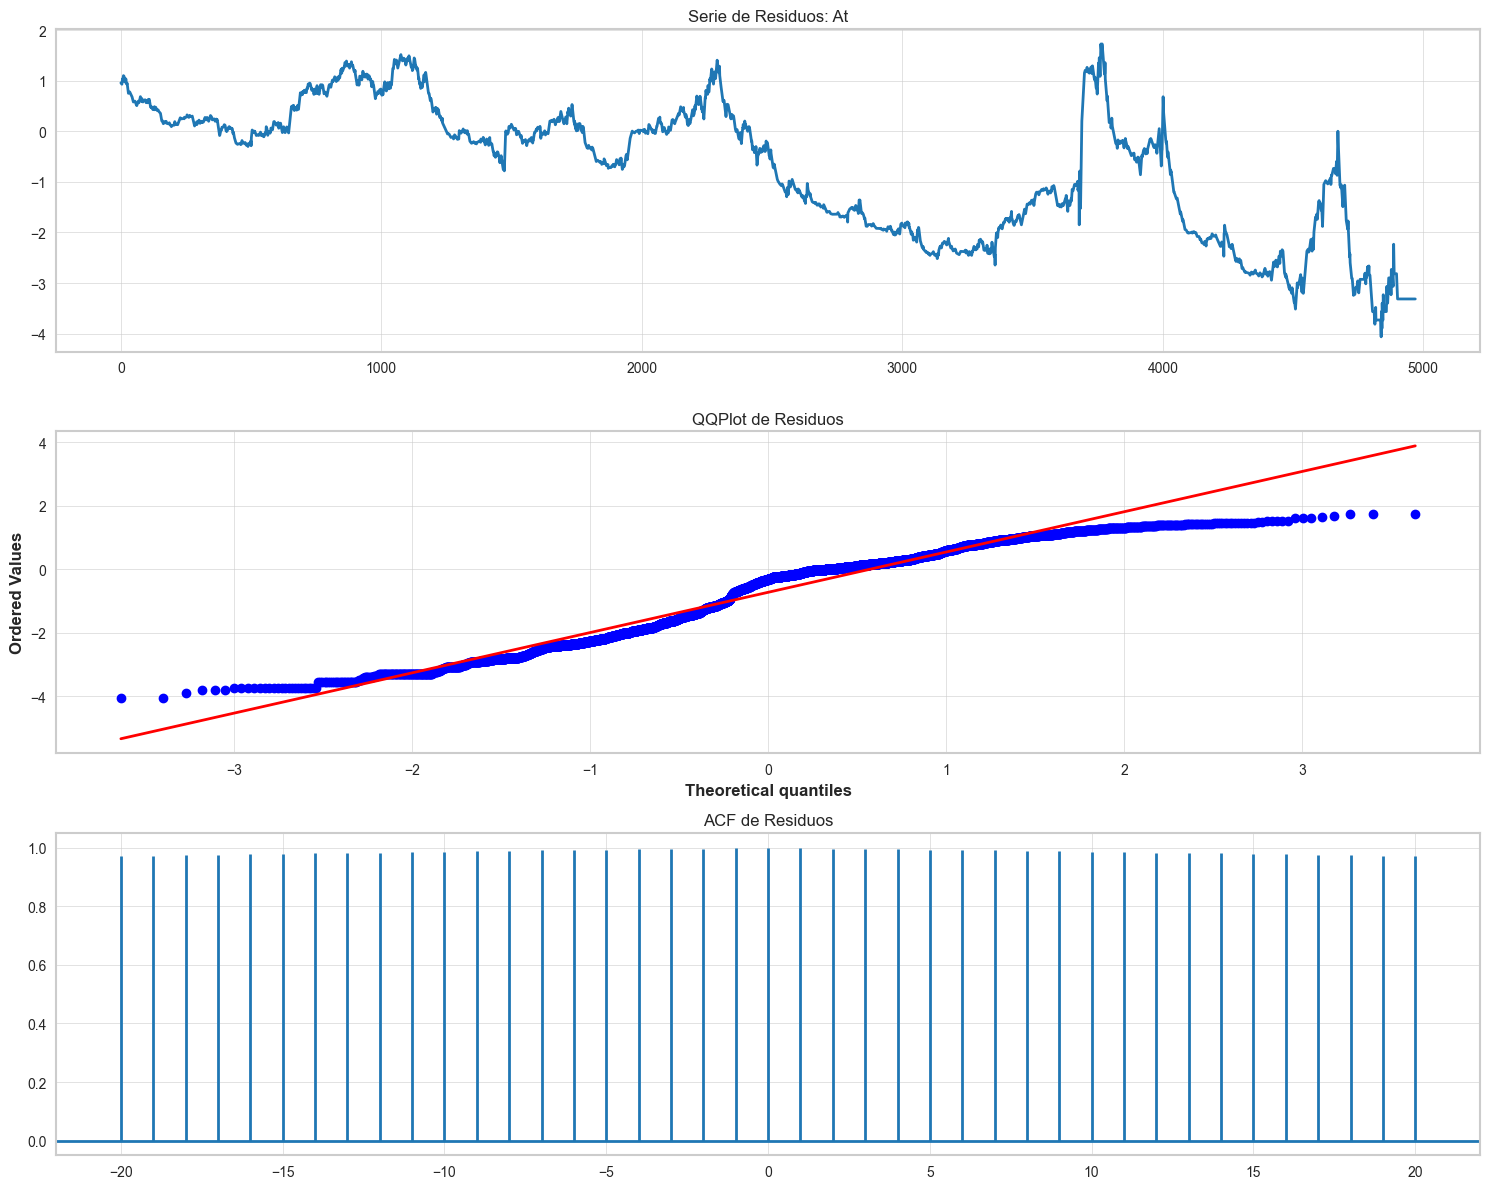 Serie de Residuos: At
2
1
0
−1
−2
−3
−4
0 1000 2000 3000 4000 5000
QQPlot de Residuos
4
2
0
−2
−4
Ordered Values
−3 −2 −1 0 1 2 3
Theoretical quantiles
ACF de Residuos
1.0
0.8
0.6
0.4
0.2
0.0
−20 −15 −10 −5 0 5 10 15 20